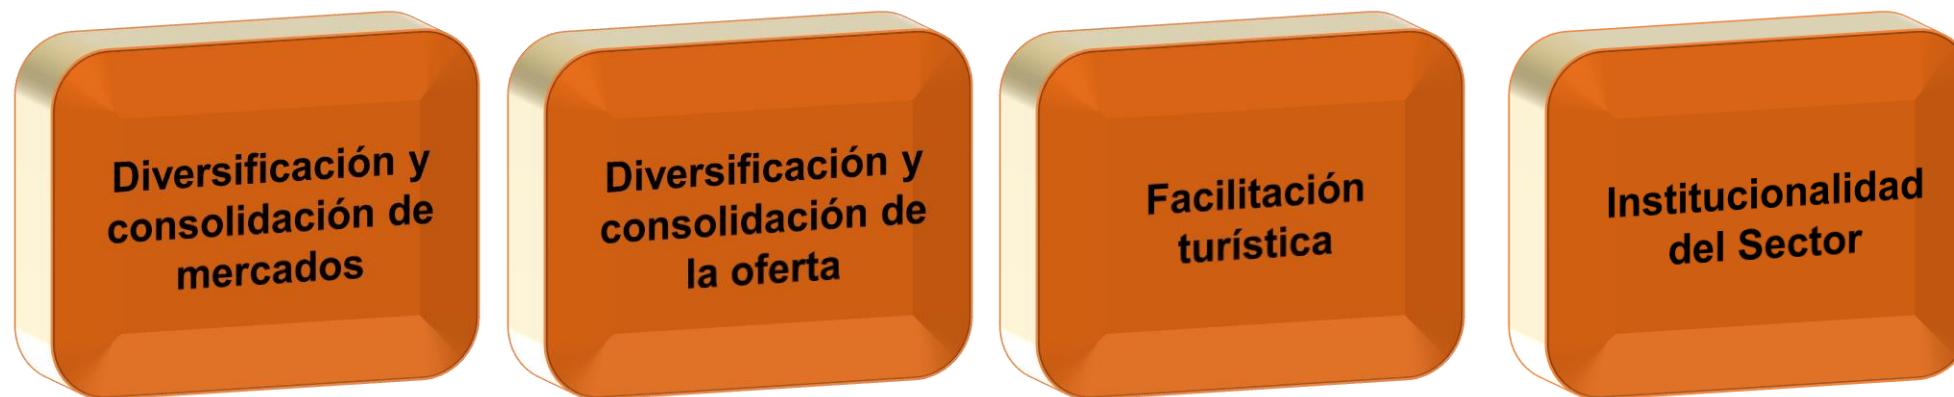 Diversificación y
consolidación de
mercados
Diversificación y
consolidación de
la oferta
Facilitación
turística
Institucionalidad
del Sector